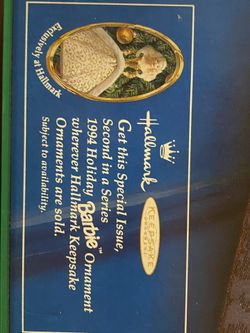 Exclusively at Hallmark
Hallmark
KEEPSAKE
Get this Special Issue,
Second in a Series
1994 Holiday Barbie™ Ornament
wherever Hallmark Keepsake
Ornaments are sold.
Subject to availability.